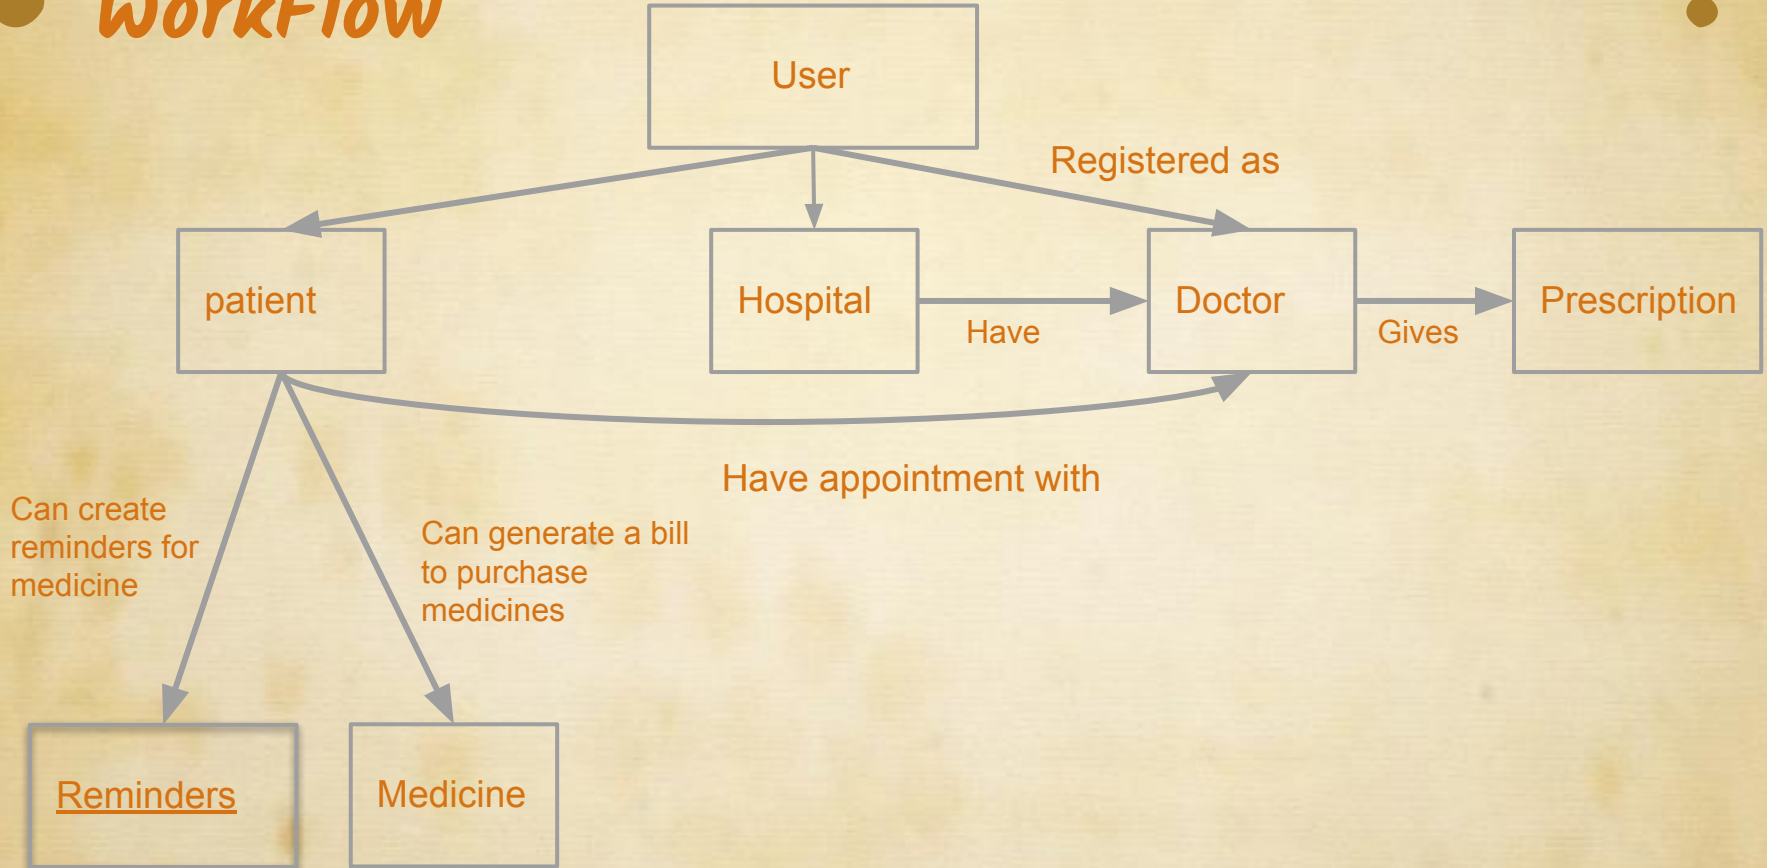 WorkFlow
User
Registered as
patient
Hospital
Have
Doctor
Gives
Prescription
Have appointment with
Can create
reminders for
medicine
Can generate a bill
to purchase
medicines
Reminders
Medicine